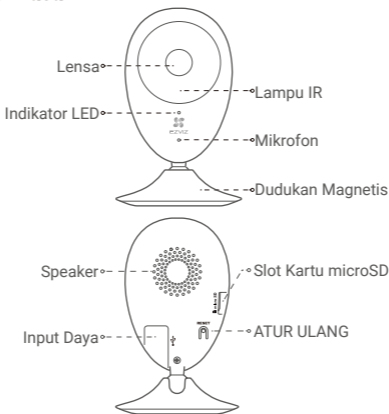 Lensa
Lampu IR
Indikator LED
ezviz
Mikrofon
Dudukan Magnetis
Speaker
Slot Kartu microSD
RESET
Input Daya
ATUR ULANG